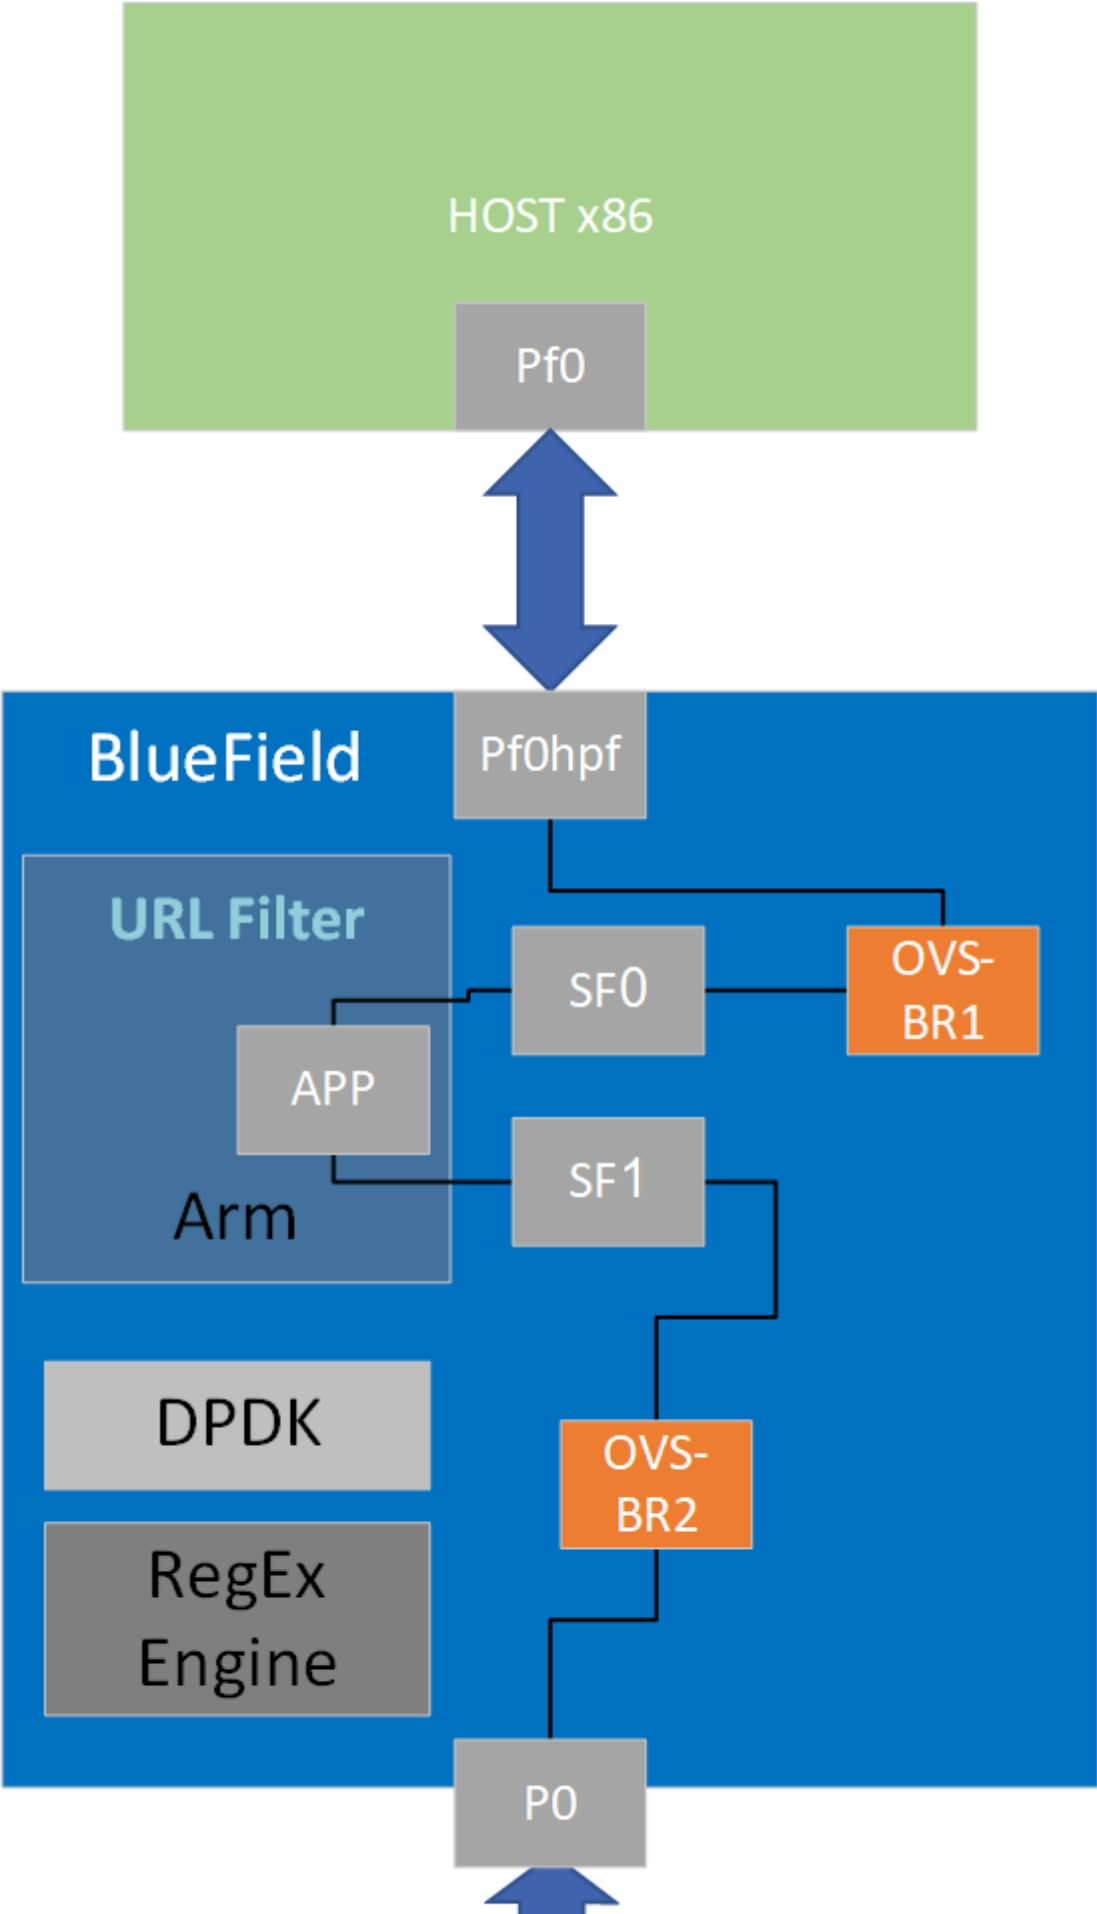 HOST x86
Pf0
BlueField
Pf0hpf
URL Filter
SF0
OVS-
BR1
APP
SF1
Arm
DPDK
OVS-
BR2
RegEx
Engine
P0